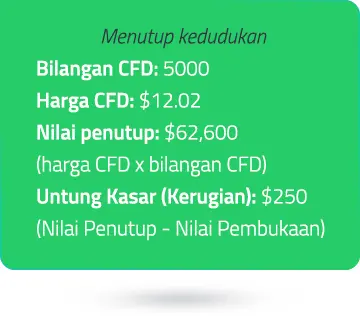 Menutup kedudukan
Bilangan CFD: 5000
Harga CFD: $12.02
Nilai penutup: $62,600
(harga CFD x bilangan CFD)
Untung Kasar (Kerugian): $250
(Nilai Penutup - Nilai Pembukaan)